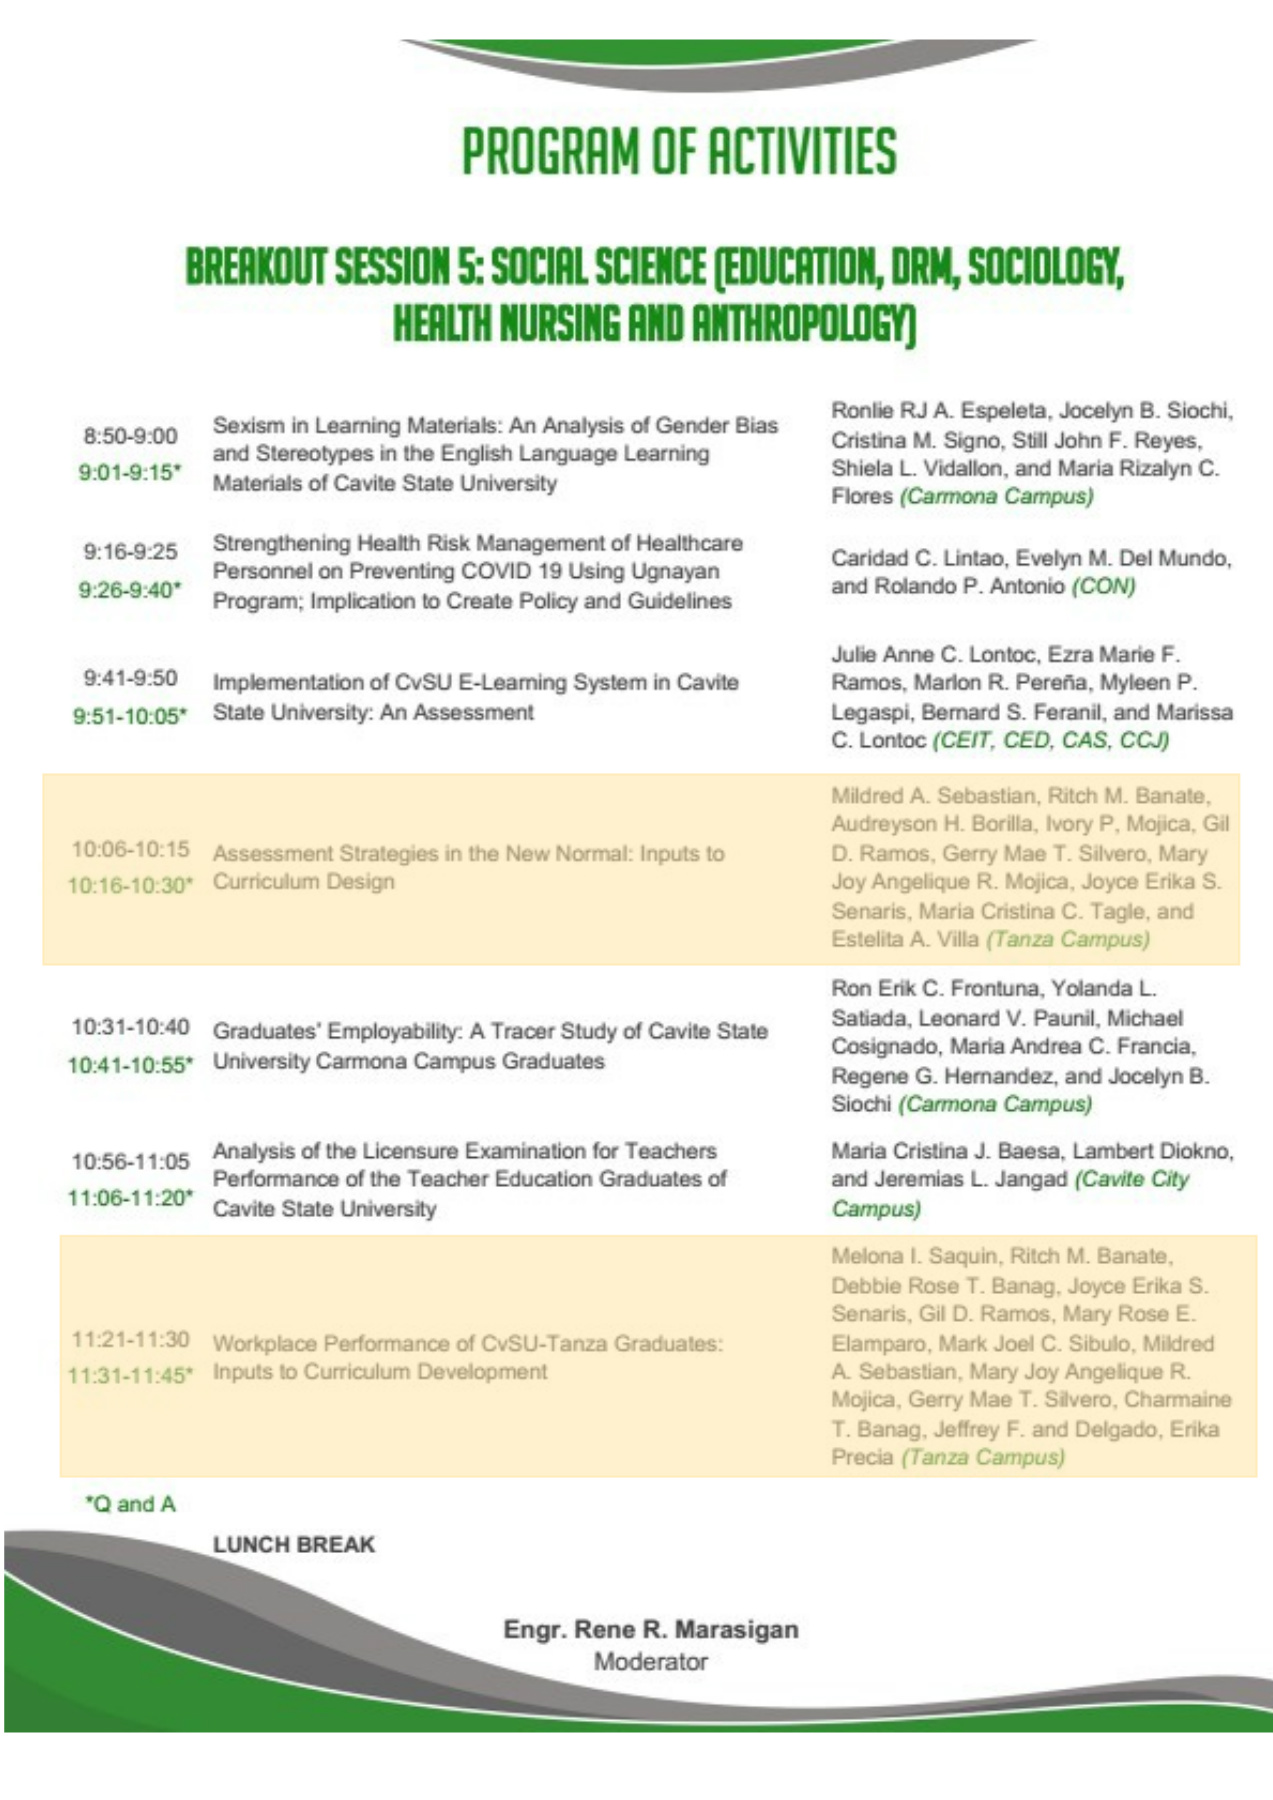 PROGRAM OF ACTIVITIES
BREAKOUT SESSION 5: SOCIAL SCIENCE (EDUCATION, DRM, SOCIOLOGY,
HEALTH NURSING AND ANTHROPOLOGY)
8:50-9:00
9:01-9:15*
Sexism in Learning Materials: An Analysis of Gender Bias
and Stereotypes in the English Language Learning
Materials of Cavite State University
Ronlie RJ A. Espeleta, Jocelyn B. Siochi,
Cristina M. Signo, Still John F. Reyes,
Shiela L. Vidallon, and Maria Rizalyn C.
Flores (Carmona Campus)
9:16-9:25
9:26-9:40*
Strengthening Health Risk Management of Healthcare
Personnel on Preventing COVID 19 Using Ugnayan
Program; Implication to Create Policy and Guidelines
Caridad C. Lintao, Evelyn M. Del Mundo,
and Rolando P. Antonio (CON)
9:41-9:50
9:51-10:05*
Implementation of CvSU E-Learning System in Cavite
State University: An Assessment
Julie Anne C. Lontoc, Ezra Marie F.
Ramos, Marlon R. Pereña, Myleen P.
Legaspi, Bernard S. Feranil, and Marissa
C. Lontoc (CEIT, CED, CAS, CCJ)
10:06-10:15
10:16-10:30*
Assessment Strategies in the New Normal: Inputs to
Curriculum Design
Mildred A. Sebastian, Ritch M. Banate,
Audreyson H. Borilla, Ivory P, Mojica, Gil
D. Ramos, Gerry Mae T. Silvero, Mary
Joy Angelique R. Mojica, Joyce Erika S.
Senaris, Maria Cristina C. Tagle, and
Estelita A. Villa (Tanza Campus)
10:31-10:40
10:41-10:55*
Graduates' Employability: A Tracer Study of Cavite State
University Carmona Campus Graduates
Ron Erik C. Frontuna, Yolanda L.
Satiada, Leonard V. Paunil, Michael
Cosignado, Maria Andrea C. Francia,
Regene G. Hernandez, and Jocelyn B.
Siochi (Carmona Campus)
10:56-11:05
11:06-11:20*
Analysis of the Licensure Examination for Teachers
Performance of the Teacher Education Graduates of
Cavite State University
Maria Cristina J. Baesa, Lambert Diokno,
and Jeremias L. Jangad (Cavite City
Campus)
11:21-11:30
11:31-11:45*
Workplace Performance of CvSU-Tanza Graduates:
Inputs to Curriculum Development
Melona I. Saquin, Ritch M. Banate,
Debbie Rose T. Banag, Joyce Erika S.
Senaris, Gil D. Ramos, Mary Rose E.
Elamparo, Mark Joel C. Sibulo, Mildred
A. Sebastian, Mary Joy Angelique R.
Mojica, Gerry Mae T. Silvero, Charmaine
T. Banag, Jeffrey F. and Delgado, Erika
Precia (Tanza Campus)
*Q and A
LUNCH BREAK
Engr. Rene R. Marasigan
Moderator